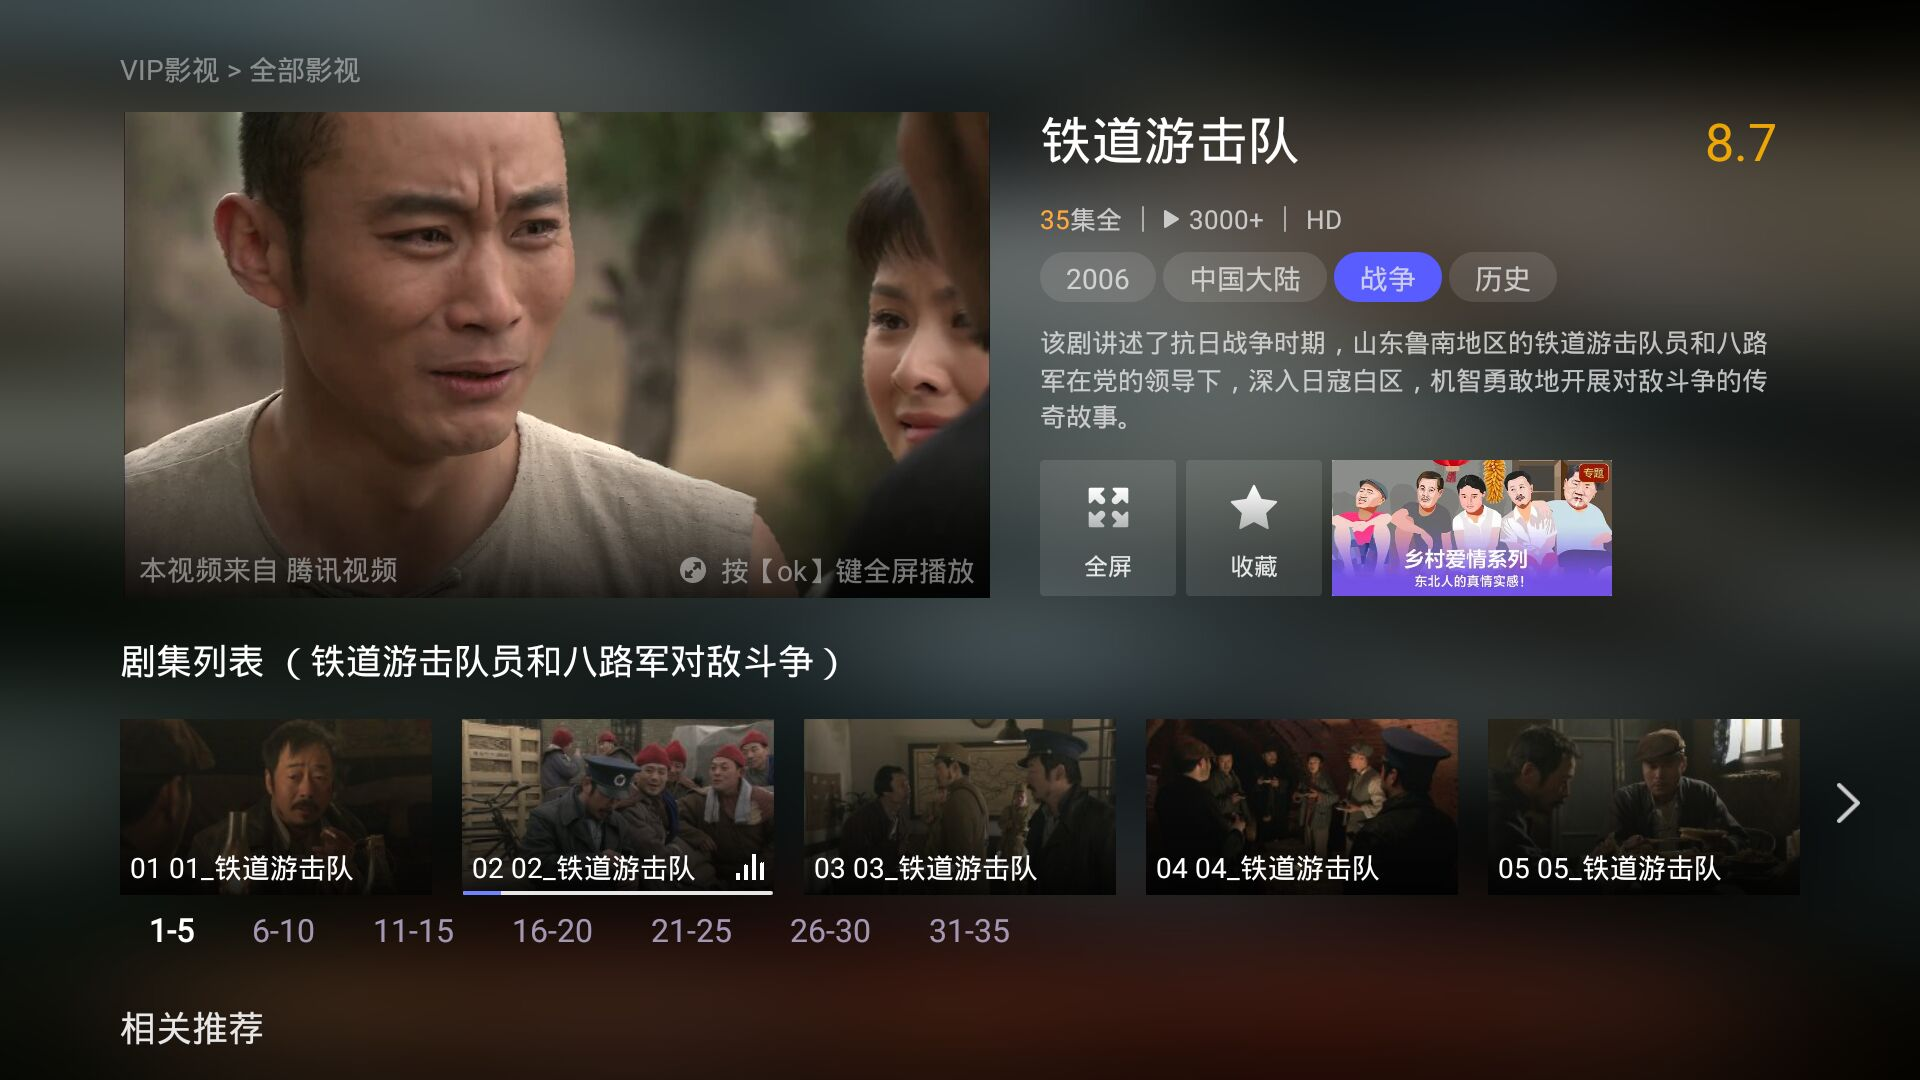 VIP影视 > 全部影视
铁道游击队
8.7
35集全 | ▶ 3000+ | HD
2006 中国大陆 战争 历史
该剧讲述了抗日战争时期，山东鲁南地区的铁道游击队员和八路
军在党的领导下，深入日寇白区，机智勇敢地开展对敌斗争的传
奇故事。
本视频来自 腾讯视频
按【ok】键全屏播放
全屏
收藏
专题
乡村爱情系列
东北人的真情实感！
剧集列表 （铁道游击队员和八路军对敌斗争）
01 01_铁道游击队
02 02_铁道游击队
03 03_铁道游击队
04 04_铁道游击队
05 05_铁道游击队
1-5 6-10 11-15 16-20 21-25 26-30 31-35
相关推荐